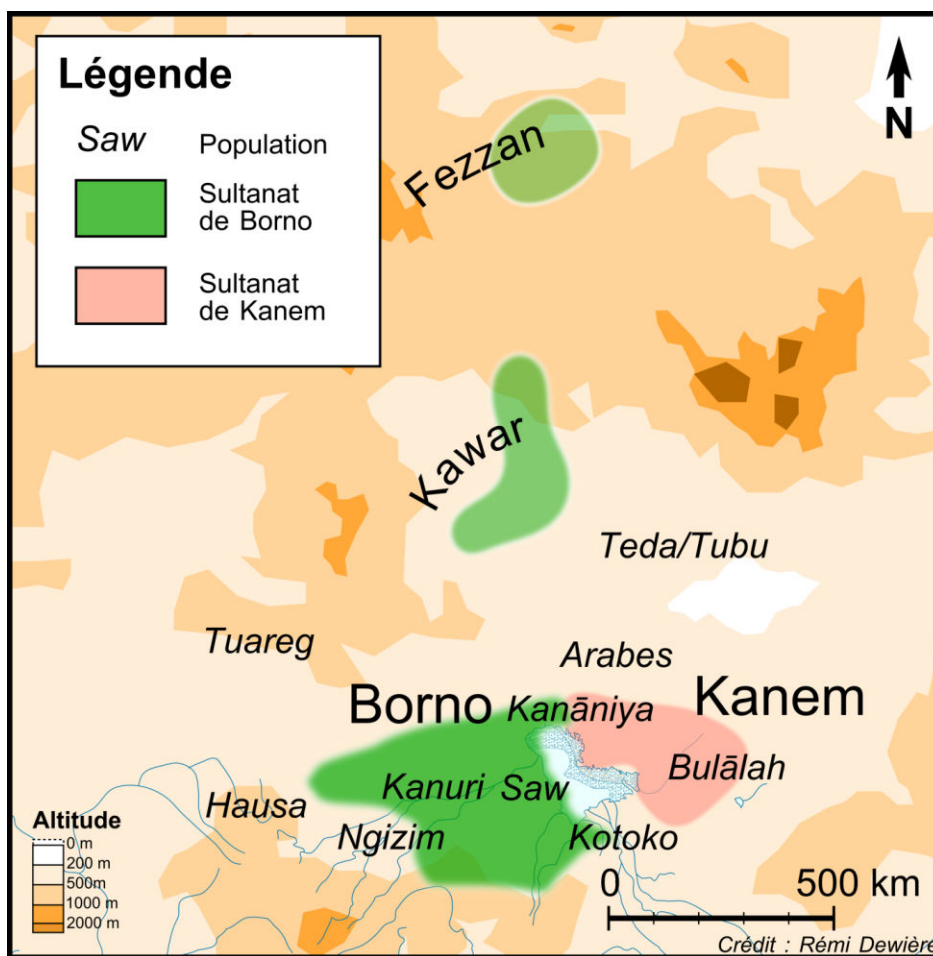 Légende
Saw Population
Sultanat
de Borno
Sultanat
de Kanem
N
Fezzan
Kawar
Teda/Tubu
Tuareg
Arabes
Borno
Kanāniya
Kanem
Kanuri
Saw
Bulālah
Hausa
Ngizim
Kotoko
Altitude
0 m
200 m
500m
1000 m
2000 m
0 500 km
Crédit : Rémi Dewière